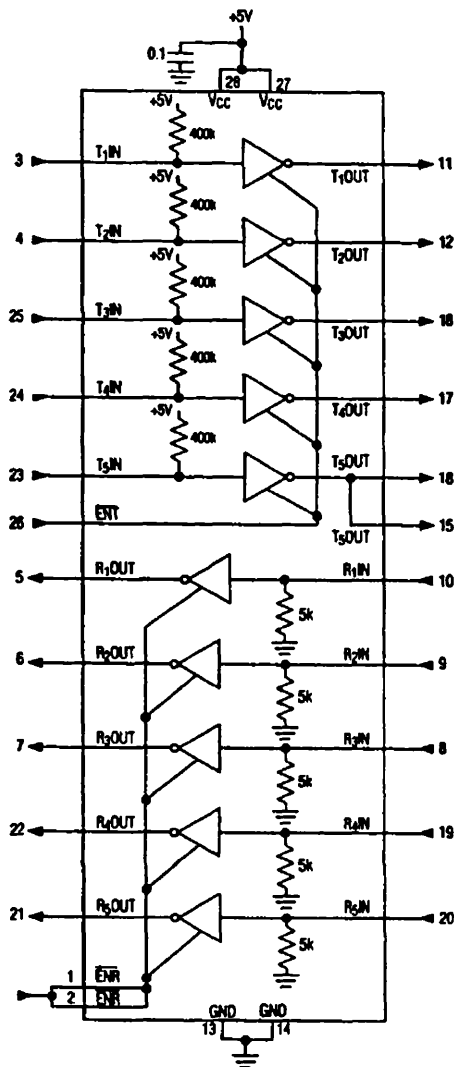 +5V
0.1
28 27
VCC VCC
+5V
400k
3 T1IN T1OUT 11
+5V
400k
4 T2IN T2OUT 12
+5V
400k
25 T3IN T3OUT 18
+5V
400k
24 T4IN T4OUT 17
+5V
400k
23 T5IN T5OUT 18
26 ENT T5OUT 15
5 R1OUT R1IN 10
5k
6 R2OUT R2IN 9
5k
7 R3OUT R3IN 8
5k
22 R4OUT R4IN 19
5k
21 R5OUT R5IN 20
5k
1 ENR
2 ENR
GND GND
13 14